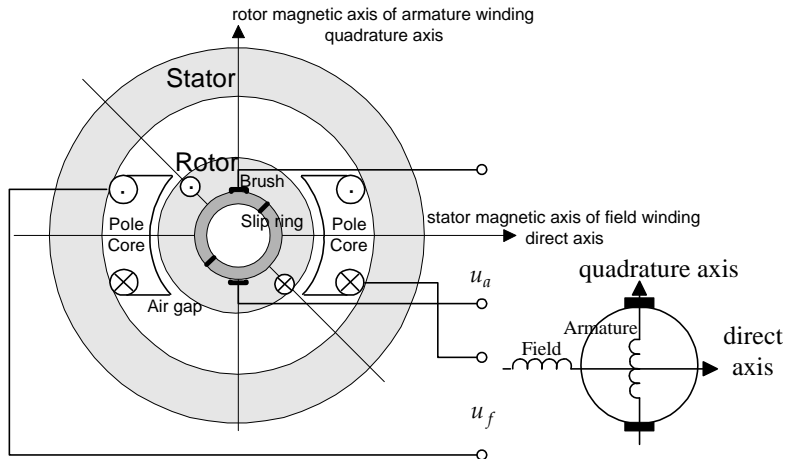 rotor magnetic axis of armature winding
quadrature axis
Stator
Rotor
Brush
Slip ring
Pole
Core
Pole
Core
stator magnetic axis of field winding
direct axis
Air gap
u_a
u_f
quadrature axis
Armature
Field
direct
axis